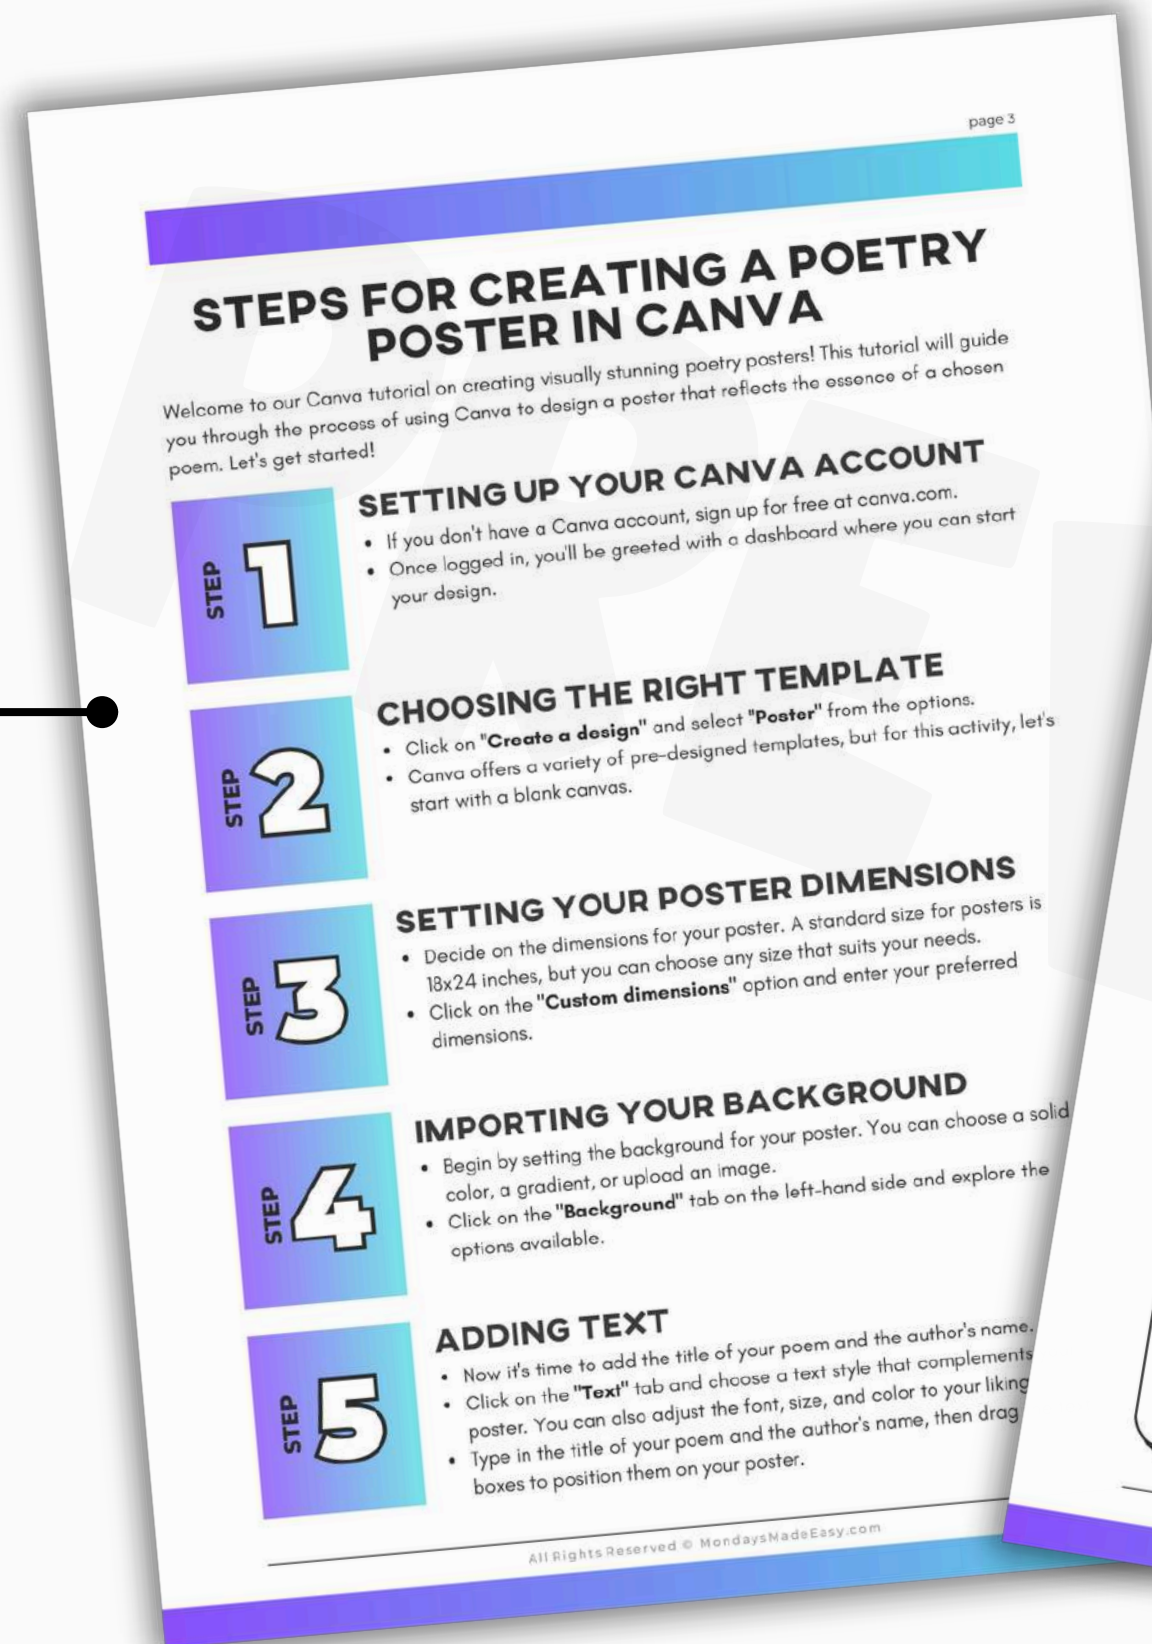 page 3
STEPS FOR CREATING A POETRY
POSTER IN CANVA
Welcome to our Canva tutorial on creating visually stunning poetry posters! This tutorial will guide
you through the process of using Canva to design a poster that reflects the essence of a chosen
poem. Let's get started!
STEP 1
SETTING UP YOUR CANVA ACCOUNT
• If you don't have a Canva account, sign up for free at canva.com.
• Once logged in, you'll be greeted with a dashboard where you can start
your design.
STEP 2
CHOOSING THE RIGHT TEMPLATE
• Click on "Create a design" and select "Poster" from the options.
• Canva offers a variety of pre-designed templates, but for this activity, let's
start with a blank canvas.
STEP 3
SETTING YOUR POSTER DIMENSIONS
• Decide on the dimensions for your poster. A standard size for posters is
18x24 inches, but you can choose any size that suits your needs.
• Click on the "Custom dimensions" option and enter your preferred
dimensions.
STEP 4
IMPORTING YOUR BACKGROUND
• Begin by setting the background for your poster. You can choose a solid
color, a gradient, or upload an image.
• Click on the "Background" tab on the left-hand side and explore the
options available.
STEP 5
ADDING TEXT
• Now it's time to add the title of your poem and the author's name.
• Click on the "Text" tab and choose a text style that complements
poster. You can also adjust the font, size, and color to your liking
• Type in the title of your poem and the author's name, then drag
boxes to position them on your poster.
All Rights Reserved © MondaysMadeEasy.com